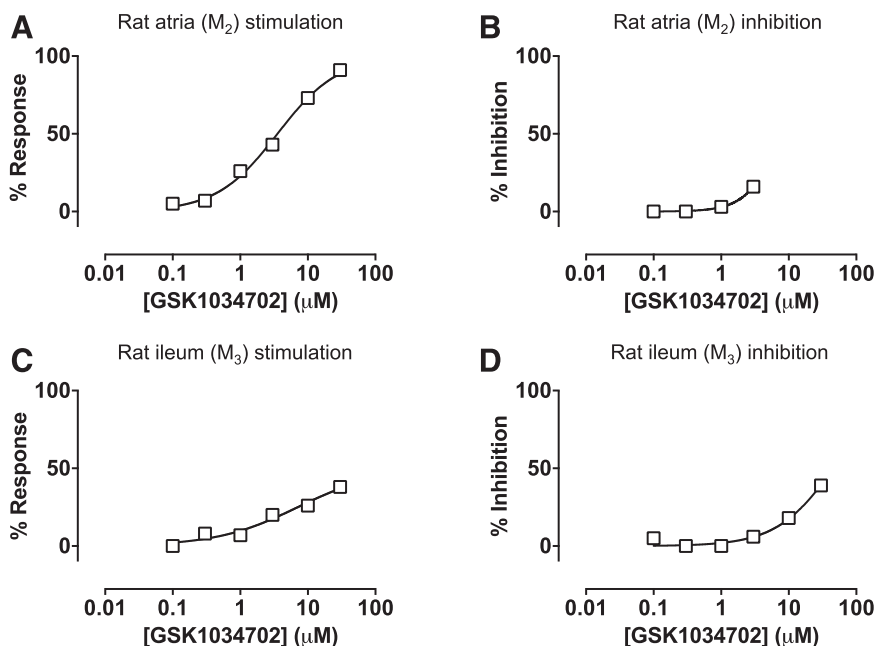 A Rat atria (M2) stimulation
100
50
0
% Response
0.01 0.1 1 10 100
[GSK1034702] (μM)
B Rat atria (M2) inhibition
100
50
0
% Inhibition
0.01 0.1 1 10 100
[GSK1034702] (μM)
C Rat ileum (M3) stimulation
100
50
0
% Response
0.01 0.1 1 10 100
[GSK1034702] (μM)
D Rat ileum (M3) inhibition
100
50
0
% Inhibition
0.01 0.1 1 10 100
[GSK1034702] (μM)